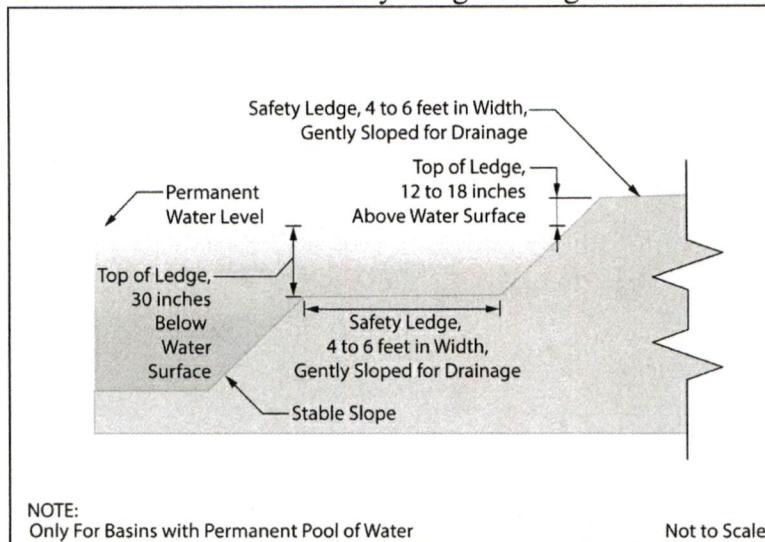 Safety Ledge, 4 to 6 feet in Width,
Gently Sloped for Drainage
Top of Ledge,
12 to 18 inches
Above Water Surface
Permanent
Water Level
Top of Ledge,
30 inches
Below
Water
Surface
Safety Ledge,
4 to 6 feet in Width,
Gently Sloped for Drainage
Stable Slope
NOTE:
Only For Basins with Permanent Pool of Water
Not to Scale